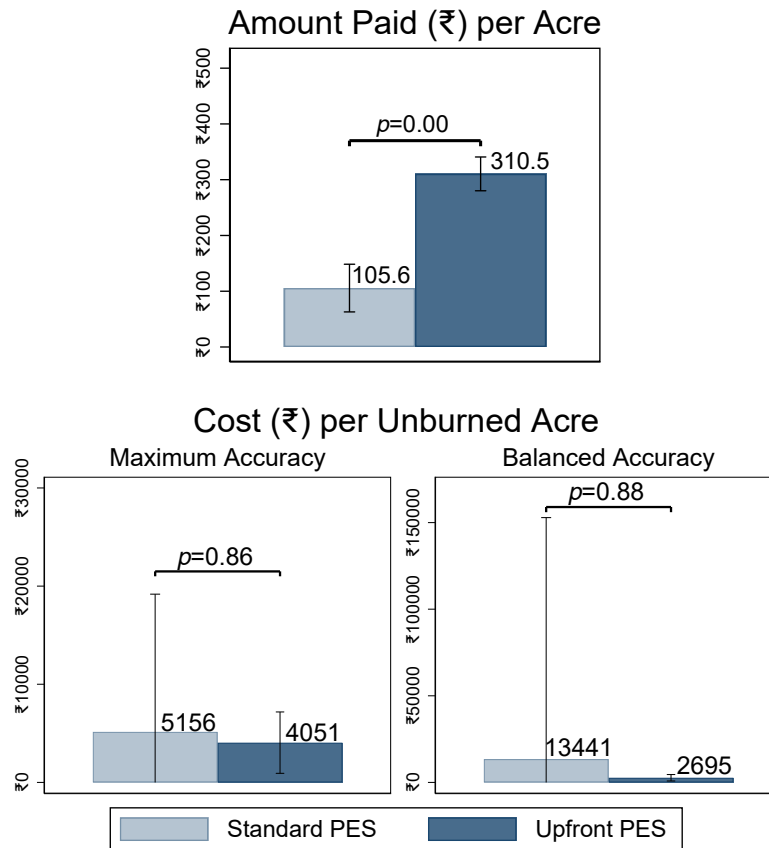 Amount Paid (₹) per Acre
₹500
₹400
₹300
₹200
₹100
₹0
p=0.00
105.6
310.5
Cost (₹) per Unburned Acre
Maximum Accuracy
₹30000
₹20000
₹10000
₹0
p=0.86
5156
4051
Balanced Accuracy
₹150000
₹100000
₹50000
₹0
p=0.88
13441
2695
Standard PES
Upfront PES